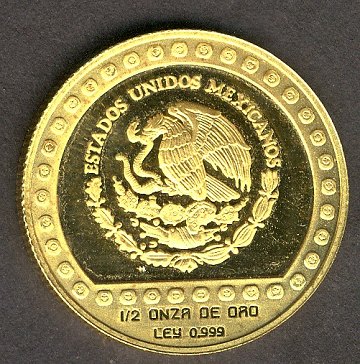 ESTADOS UNIDOS MEXICANOS
1/2 ONZA DE ORO
LEY 0.999